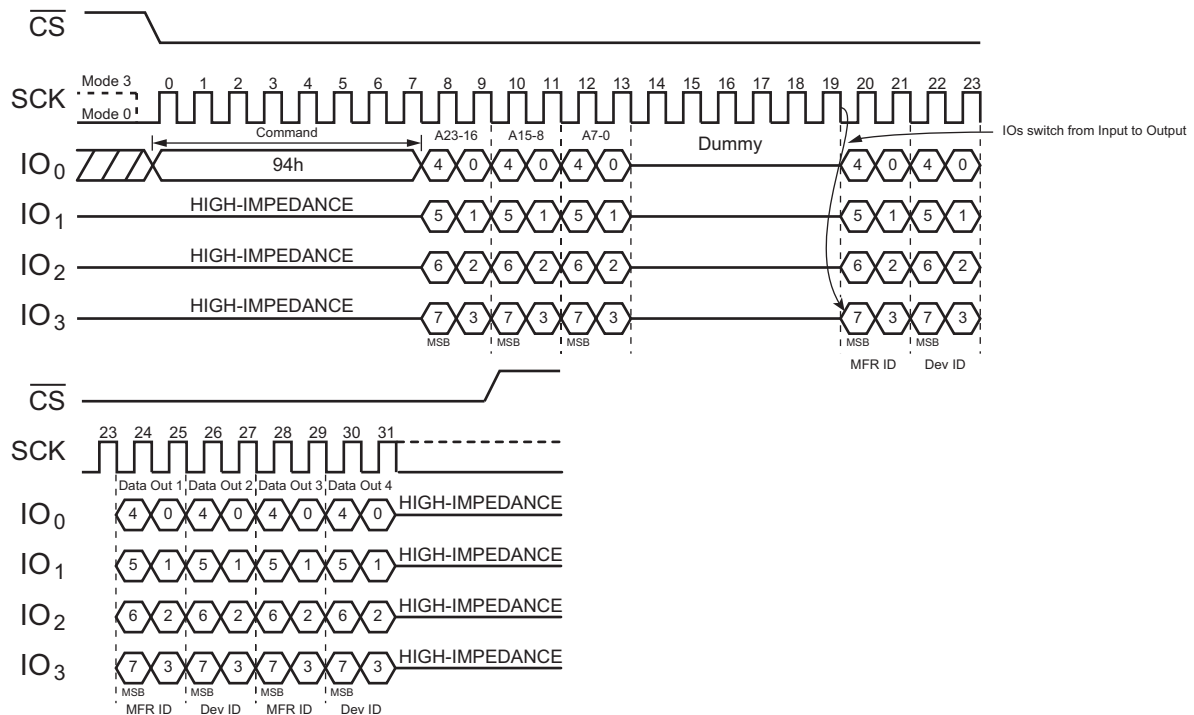 CS
Mode 3
SCK
Mode 0
0 1 2 3 4 5 6 7 8 9 10 11 12 13 14 15 16 17 18 19 20 21 22 23
Command A23-16 A15-8 A7-0 Dummy
IOs switch from Input to Output
IO0 94h 4 0 4 0 4 0 4 0 4 0
IO1 HIGH-IMPEDANCE 5 1 5 1 5 1 5 1 5 1
IO2 HIGH-IMPEDANCE 6 2 6 2 6 2 6 2 6 2
IO3 HIGH-IMPEDANCE 7 3 7 3 7 3 7 3 7 3
MSB MSB MSB MSB MSB
MFR ID Dev ID
CS
23 24 25 26 27 28 29 30 31
SCK
Data Out 1 Data Out 2 Data Out 3 Data Out 4
IO0 4 0 4 0 4 0 4 0 HIGH-IMPEDANCE
IO1 5 1 5 1 5 1 5 1 HIGH-IMPEDANCE
IO2 6 2 6 2 6 2 6 2 HIGH-IMPEDANCE
IO3 7 3 7 3 7 3 7 3 HIGH-IMPEDANCE
MSB MSB MSB MSB
MFR ID Dev ID MFR ID Dev ID